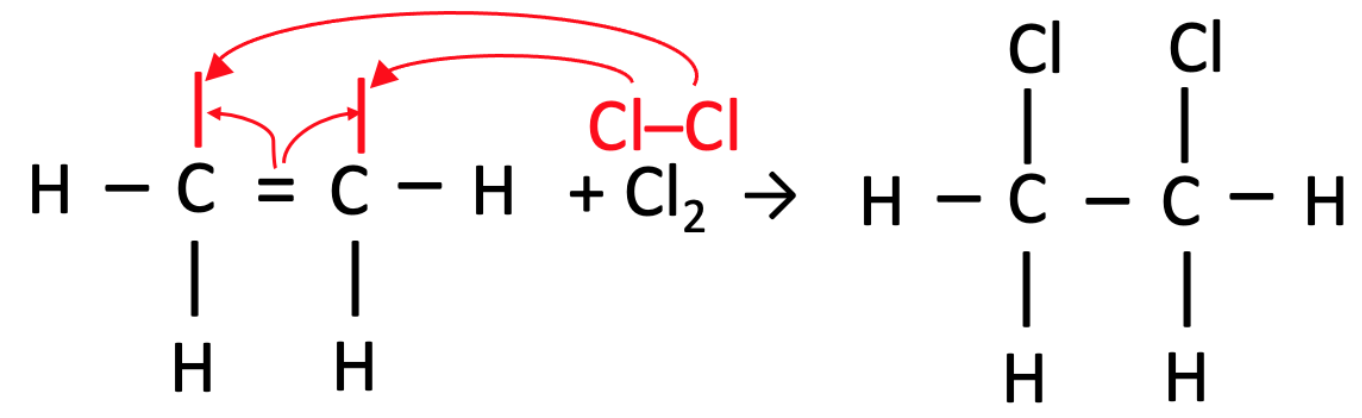 Cl Cl
Cl–Cl
H – C = C – H + Cl₂ → H – C – C – H
H H H H